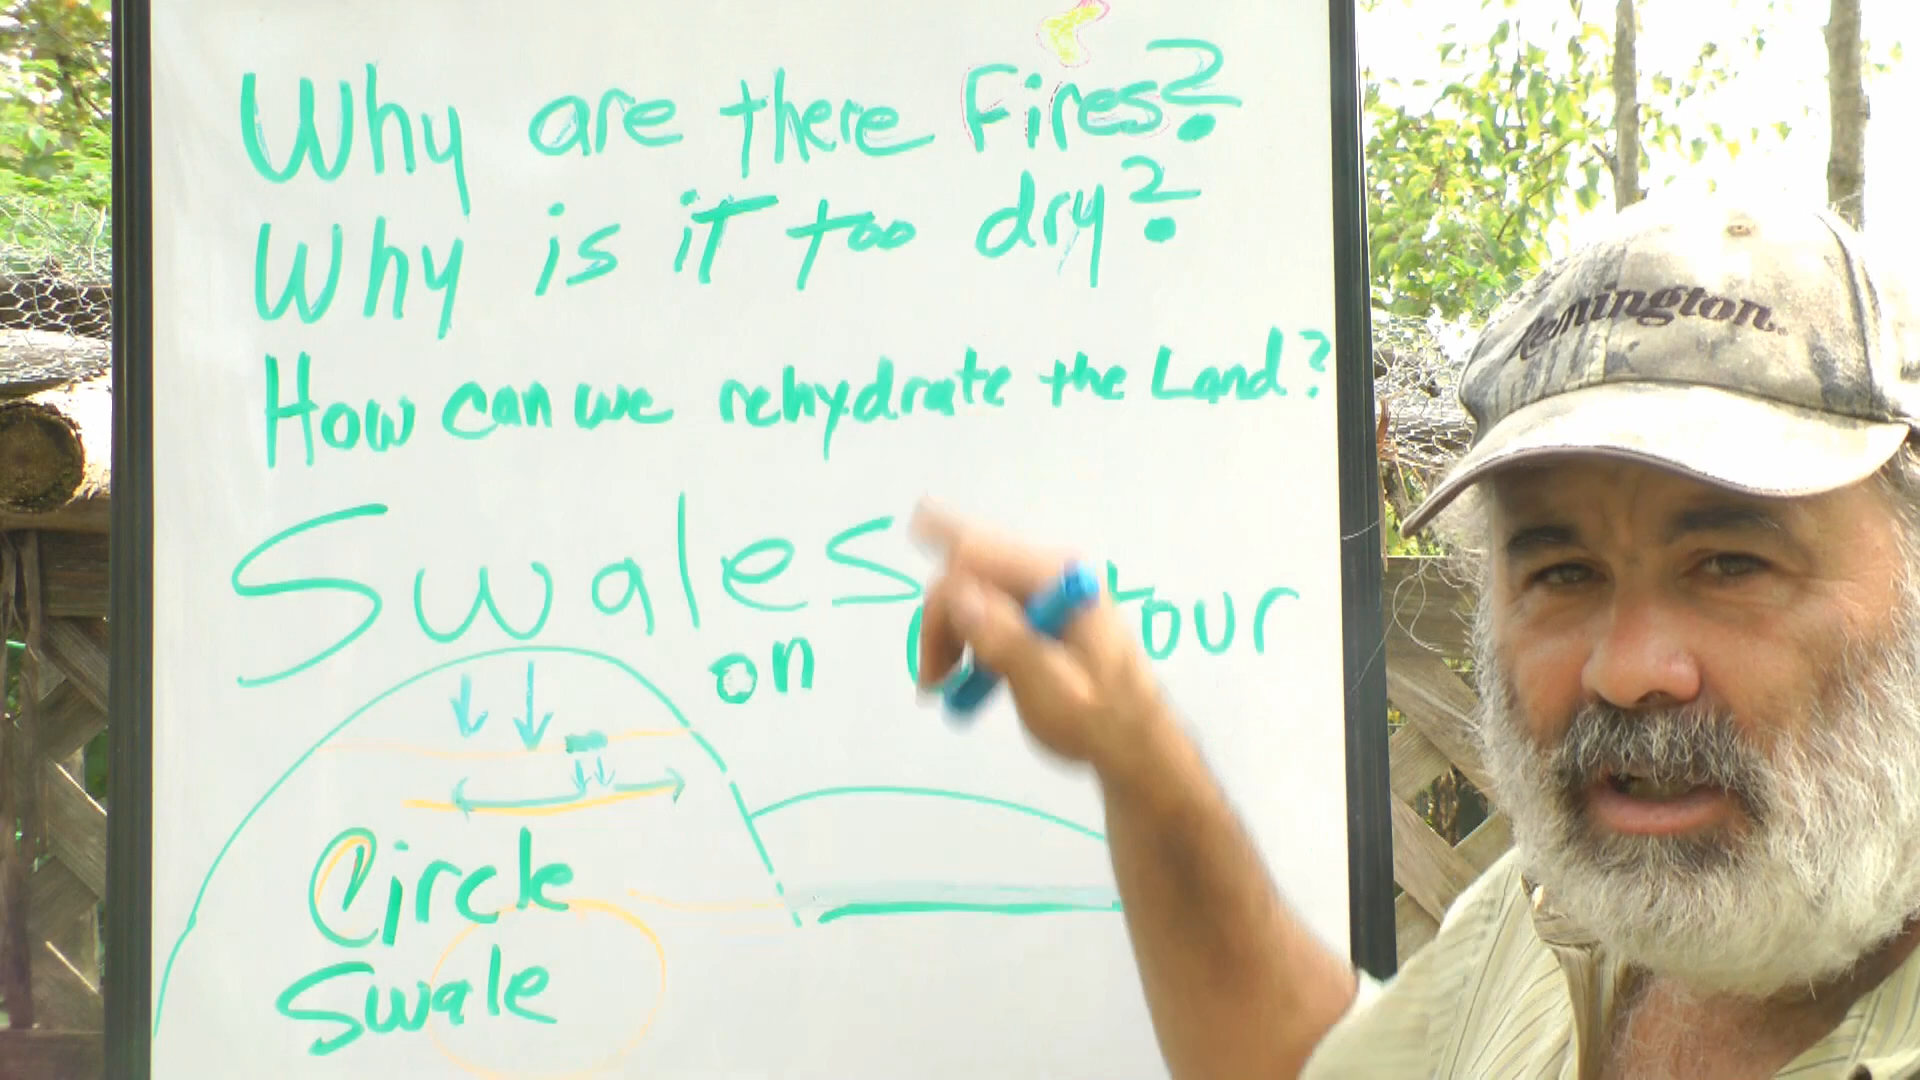 Why are there Fires?
Why is it too dry?
How can we rehydrate the Land?
Swales
on
Circle
Swale
Remington